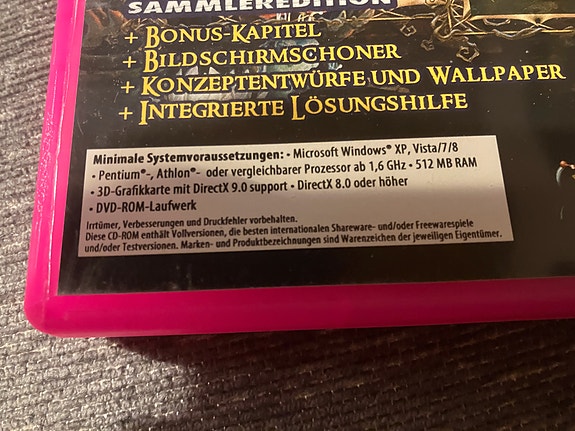 SAMMLEREDITION
+ BONUS-KAPITEL
+ BILDSCHIRMSCHONER
+ KONZEPTENTWÜRFE UND WALLPAPER
+ INTEGRIERTE LÖSUNGSHILFE
Minimale Systemvoraussetzungen: • Microsoft Windows® XP, Vista/7/8
• Pentium®-, Athlon®- oder vergleichbarer Prozessor ab 1,6 GHz • 512 MB RAM
• 3D-Grafikkarte mit DirectX 9.0 support • DirectX 8.0 oder höher
• DVD-ROM-Laufwerk
Irrtümer, Verbesserungen und Druckfehler vorbehalten.
Diese CD-ROM enthält Vollversionen, die besten internationalen Shareware- und/oder Freewarespiele
und/oder Testversionen. Marken- und Produktbezeichnungen sind Warenzeichen der jeweiligen Eigentümer.